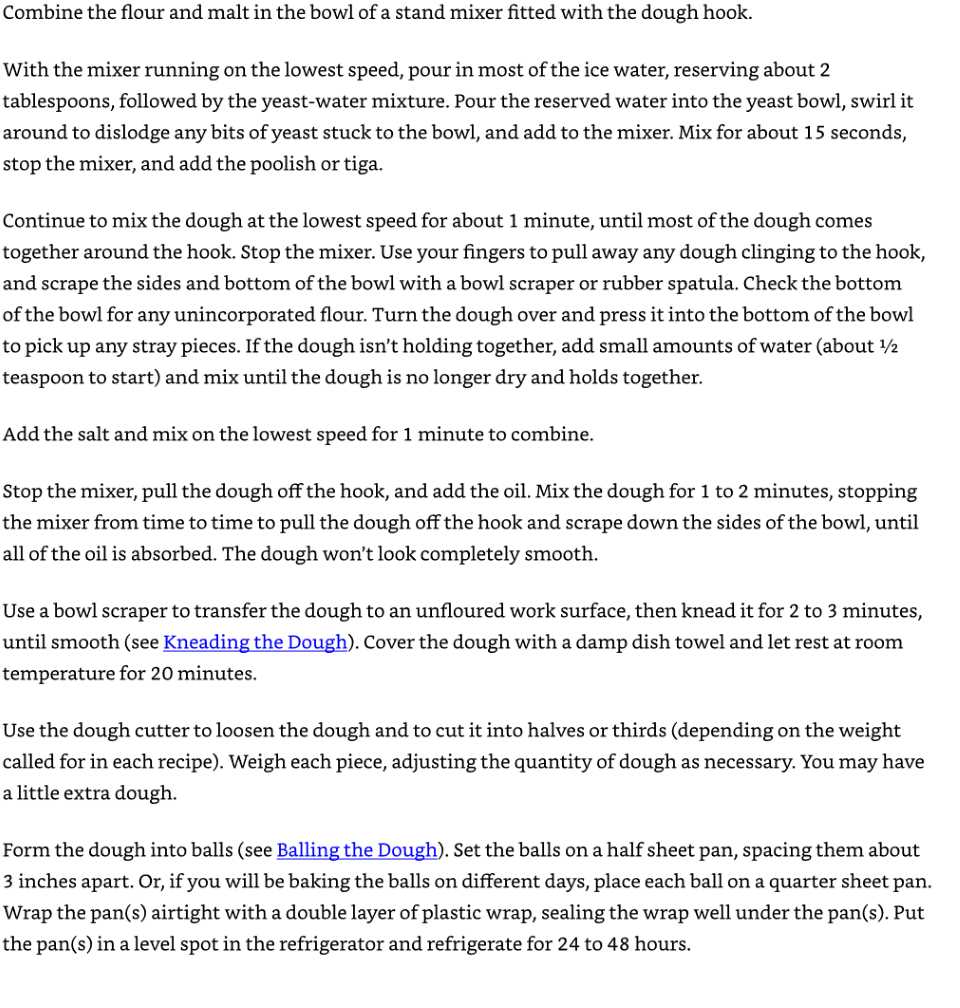 Combine the flour and malt in the bowl of a stand mixer fitted with the dough hook.
With the mixer running on the lowest speed, pour in most of the ice water, reserving about 2
tablespoons, followed by the yeast-water mixture. Pour the reserved water into the yeast bowl, swirl it
around to dislodge any bits of yeast stuck to the bowl, and add to the mixer. Mix for about 15 seconds,
stop the mixer, and add the poolish or tiga.
Continue to mix the dough at the lowest speed for about 1 minute, until most of the dough comes
together around the hook. Stop the mixer. Use your fingers to pull away any dough clinging to the hook,
and scrape the sides and bottom of the bowl with a bowl scraper or rubber spatula. Check the bottom
of the bowl for any unincorporated flour. Turn the dough over and press it into the bottom of the bowl
to pick up any stray pieces. If the dough isn't holding together, add small amounts of water (about ½
teaspoon to start) and mix until the dough is no longer dry and holds together.
Add the salt and mix on the lowest speed for 1 minute to combine.
Stop the mixer, pull the dough off the hook, and add the oil. Mix the dough for 1 to 2 minutes, stopping
the mixer from time to time to pull the dough off the hook and scrape down the sides of the bowl, until
all of the oil is absorbed. The dough won't look completely smooth.
Use a bowl scraper to transfer the dough to an unfloured work surface, then knead it for 2 to 3 minutes,
until smooth (see Kneading the Dough). Cover the dough with a damp dish towel and let rest at room
temperature for 20 minutes.
Use the dough cutter to loosen the dough and to cut it into halves or thirds (depending on the weight
called for in each recipe). Weigh each piece, adjusting the quantity of dough as necessary. You may have
a little extra dough.
Form the dough into balls (see Balling the Dough). Set the balls on a half sheet pan, spacing them about
3 inches apart. Or, if you will be baking the balls on different days, place each ball on a quarter sheet pan.
Wrap the pan(s) airtight with a double layer of plastic wrap, sealing the wrap well under the pan(s). Put
the pan(s) in a level spot in the refrigerator and refrigerate for 24 to 48 hours.